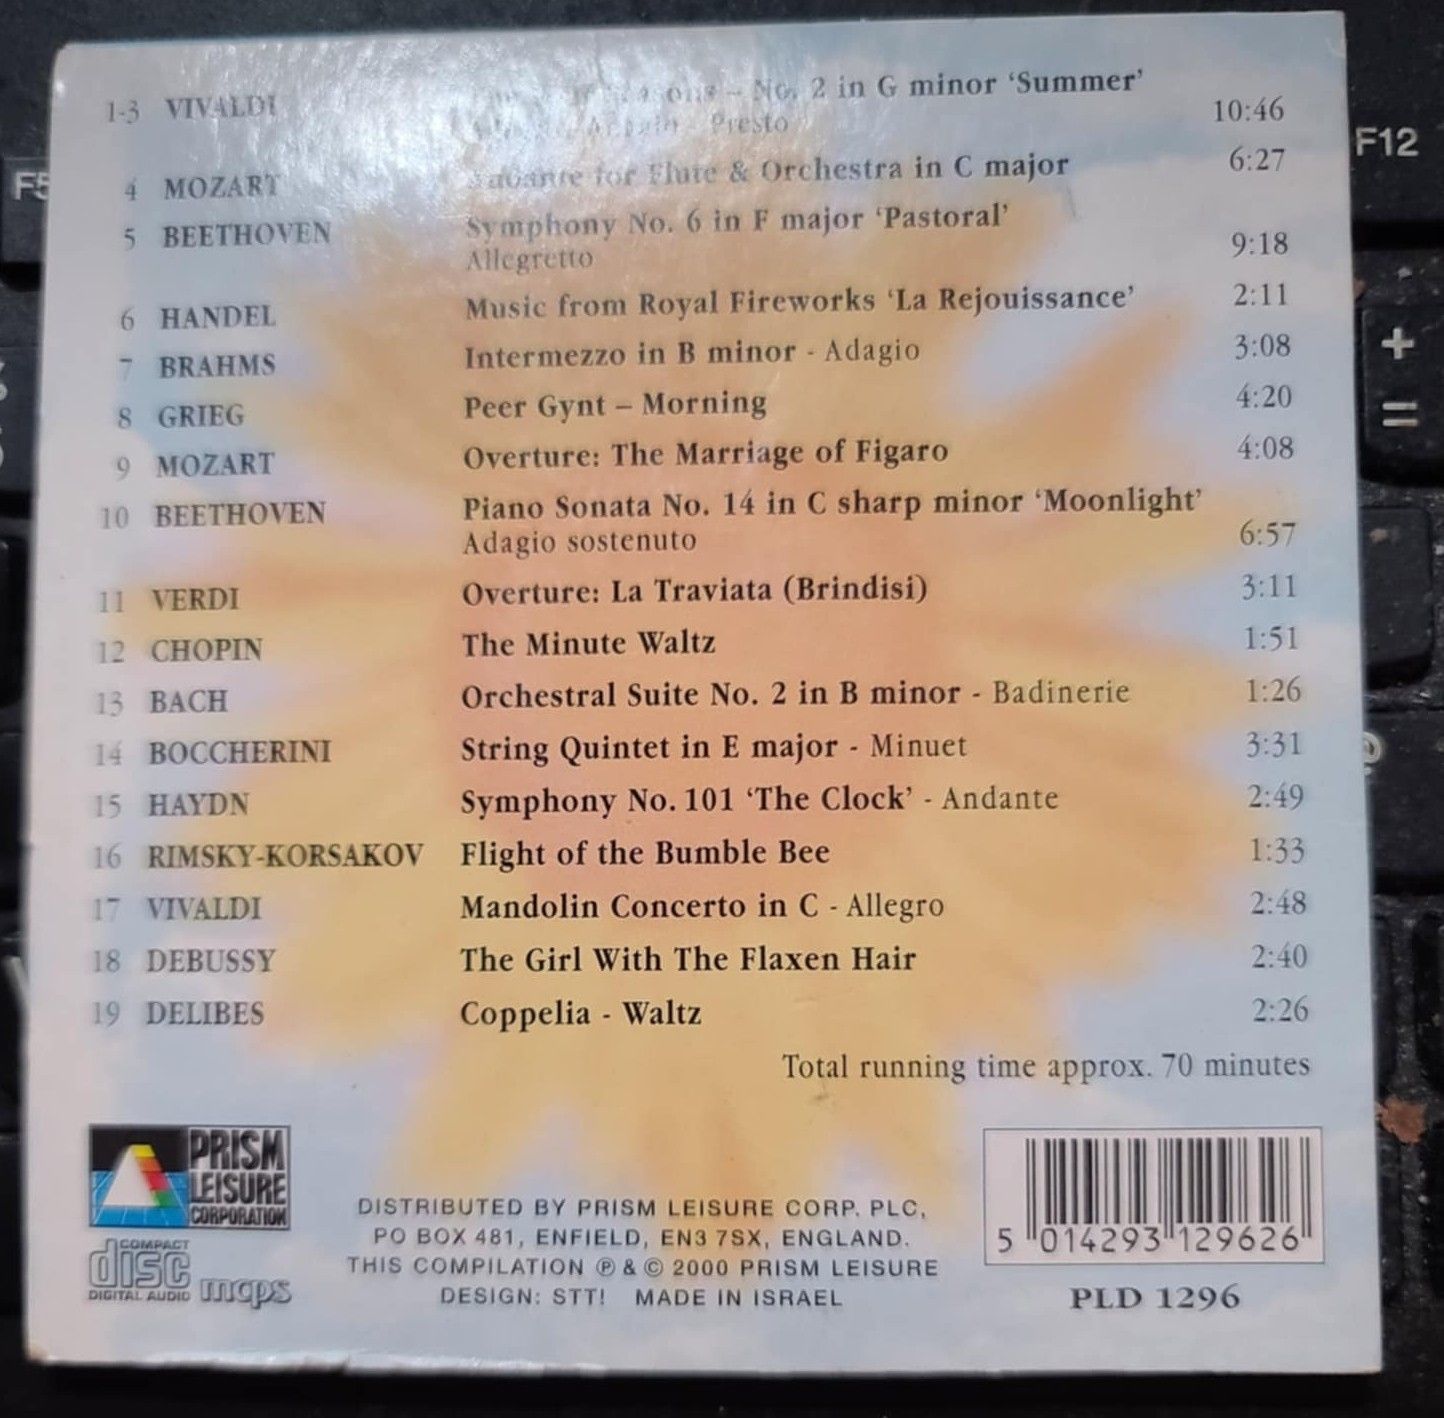 1-3 VIVALDI No. 2 in G minor ‘Summer’
Presto 10:46
4 MOZART Andante for Flute & Orchestra in C major 6:27
5 BEETHOVEN Symphony No. 6 in F major ‘Pastoral’
Allegretto 9:18
6 HANDEL Music from Royal Fireworks ‘La Rejouissance’ 2:11
7 BRAHMS Intermezzo in B minor - Adagio 3:08
8 GRIEG Peer Gynt – Morning 4:20
9 MOZART Overture: The Marriage of Figaro 4:08
10 BEETHOVEN Piano Sonata No. 14 in C sharp minor ‘Moonlight’
Adagio sostenuto 6:57
11 VERDI Overture: La Traviata (Brindisi) 3:11
12 CHOPIN The Minute Waltz 1:51
13 BACH Orchestral Suite No. 2 in B minor - Badinerie 1:26
14 BOCCHERINI String Quintet in E major - Minuet 3:31
15 HAYDN Symphony No. 101 ‘The Clock’ - Andante 2:49
16 RIMSKY-KORSAKOV Flight of the Bumble Bee 1:33
17 VIVALDI Mandolin Concerto in C - Allegro 2:48
18 DEBUSSY The Girl With The Flaxen Hair 2:40
19 DELIBES Coppelia - Waltz 2:26
Total running time approx. 70 minutes
PRISM
LEISURE
CORPORATION
COMPACT
disc
DIGITAL AUDIO
mcps
DISTRIBUTED BY PRISM LEISURE CORP. PLC,
PO BOX 481, ENFIELD, EN3 7SX, ENGLAND.
THIS COMPILATION ℗ & © 2000 PRISM LEISURE
DESIGN: STT! MADE IN ISRAEL
5 014293 129626
PLD 1296
F5
F12
+
=